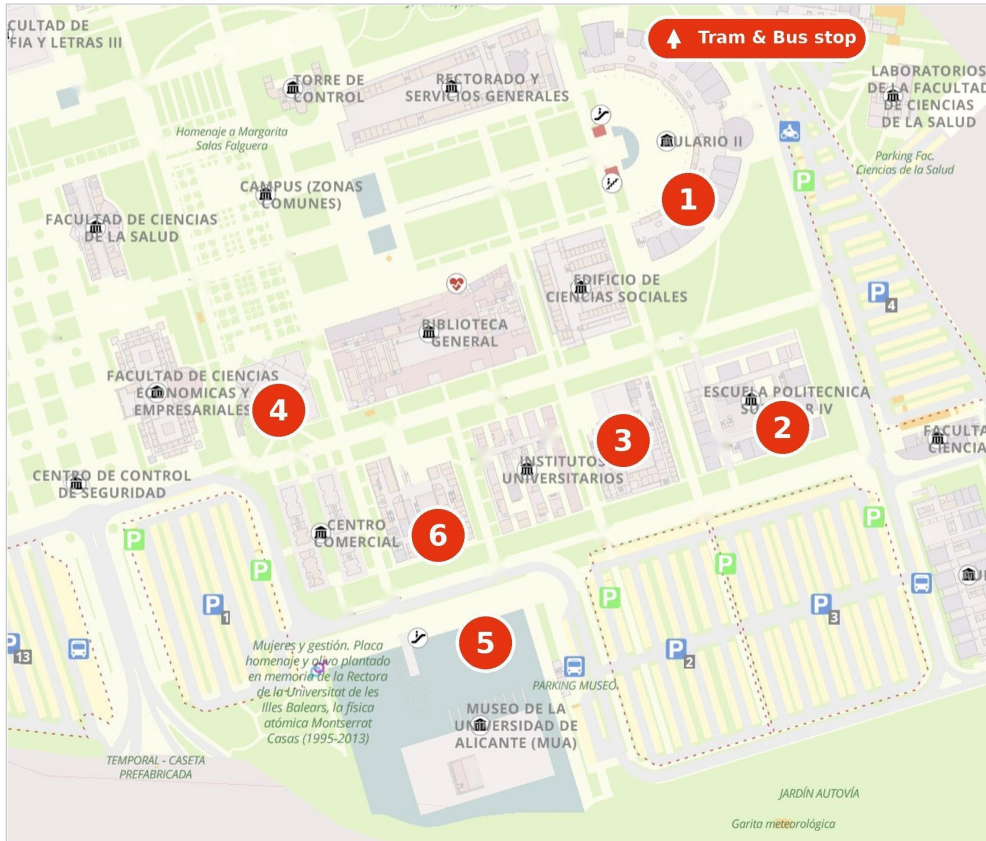 CULTAD DE
FIA Y LETRAS III
Tram & Bus stop
TORRE DE
CONTROL
RECTORADO Y
SERVICIOS GENERALES
LABORATORIOS
DE LA FACULTAD
DE CIENCIAS
DE LA SALUD
Homenaje a Margarita
Salas Falguera
ULARIO II
Parking Fac.
Ciencias de la Salud
P
CAMPUS (ZONAS
COMUNES)
1
FACULTAD DE CIENCIAS
DE LA SALUD
EDIFICIO DE
CIENCIAS SOCIALES
P 4
BIBLIOTECA
GENERAL
FACULTAD DE CIENCIAS
ECONOMICAS Y
EMPRESARIALES
4
ESCUELA POLITECNICA
SU R IV
2
3
FACULTA
CIENCIA
INSTITUTOS
UNIVERSITARIOS
CENTRO DE CONTROL
DE SEGURIDAD
CENTRO
COMERCIAL
6
P
P
P
P
P
P 1
P 2
P 3
13
5
Mujeres y gestión. Placa
homenaje y olivo plantado
en memoria de la Rectora
de la Universitat de les
Illes Balears, la física
atómica Montserrat
Casas (1995-2013)
PARKING MUSEO
MUSEO DE LA
UNIVERSIDAD DE
ALICANTE (MUA)
TEMPORAL - CASETA
PREFABRICADA
JARDÍN AUTOVÍA
Garita meteorológica